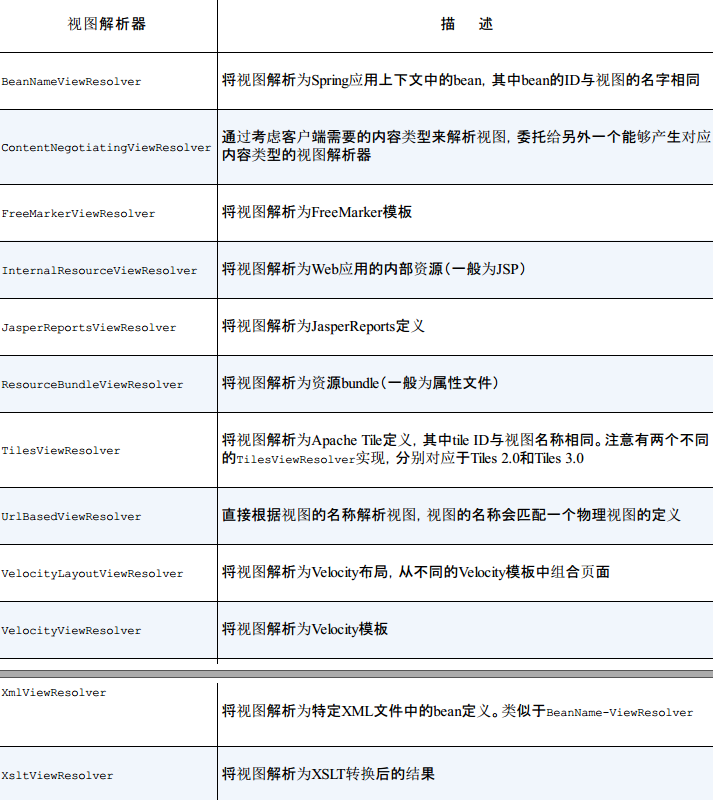 视图解析器 描 述
BeanNameViewResolver 将视图解析为Spring应用上下文中的bean，其中bean的ID与视图的名字相同
ContentNegotiatingViewResolver 通过考虑客户端需要的内容类型来解析视图，委托给另外一个能够产生对应
内容类型的视图解析器
FreeMarkerViewResolver 将视图解析为FreeMarker模板
InternalResourceViewResolver 将视图解析为Web应用的内部资源（一般为JSP）
JasperReportsViewResolver 将视图解析为JasperReports定义
ResourceBundleViewResolver 将视图解析为资源bundle（一般为属性文件）
TilesViewResolver 将视图解析为Apache Tile定义，其中tile ID与视图名称相同。注意有两个不同
的TilesViewResolver实现，分别对应于Tiles 2.0和Tiles 3.0
UrlBasedViewResolver 直接根据视图的名称解析视图，视图的名称会匹配一个物理视图的定义
VelocityLayoutViewResolver 将视图解析为Velocity布局，从不同的Velocity模板中组合页面
VelocityViewResolver 将视图解析为Velocity模板
XmlViewResolver 将视图解析为特定XML文件中的bean定义。类似于BeanName-ViewResolver
XsltViewResolver 将视图解析为XSLT转换后的结果